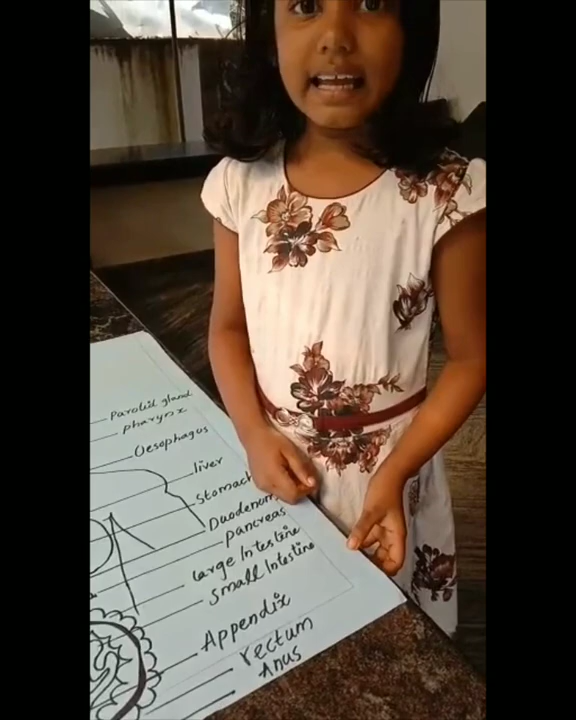 Parotid gland
pharynx
Oesophagus
liver
stomach
Duodenum
pancreas
large Intestine
small Intestine
Appendix
rectum
Anus